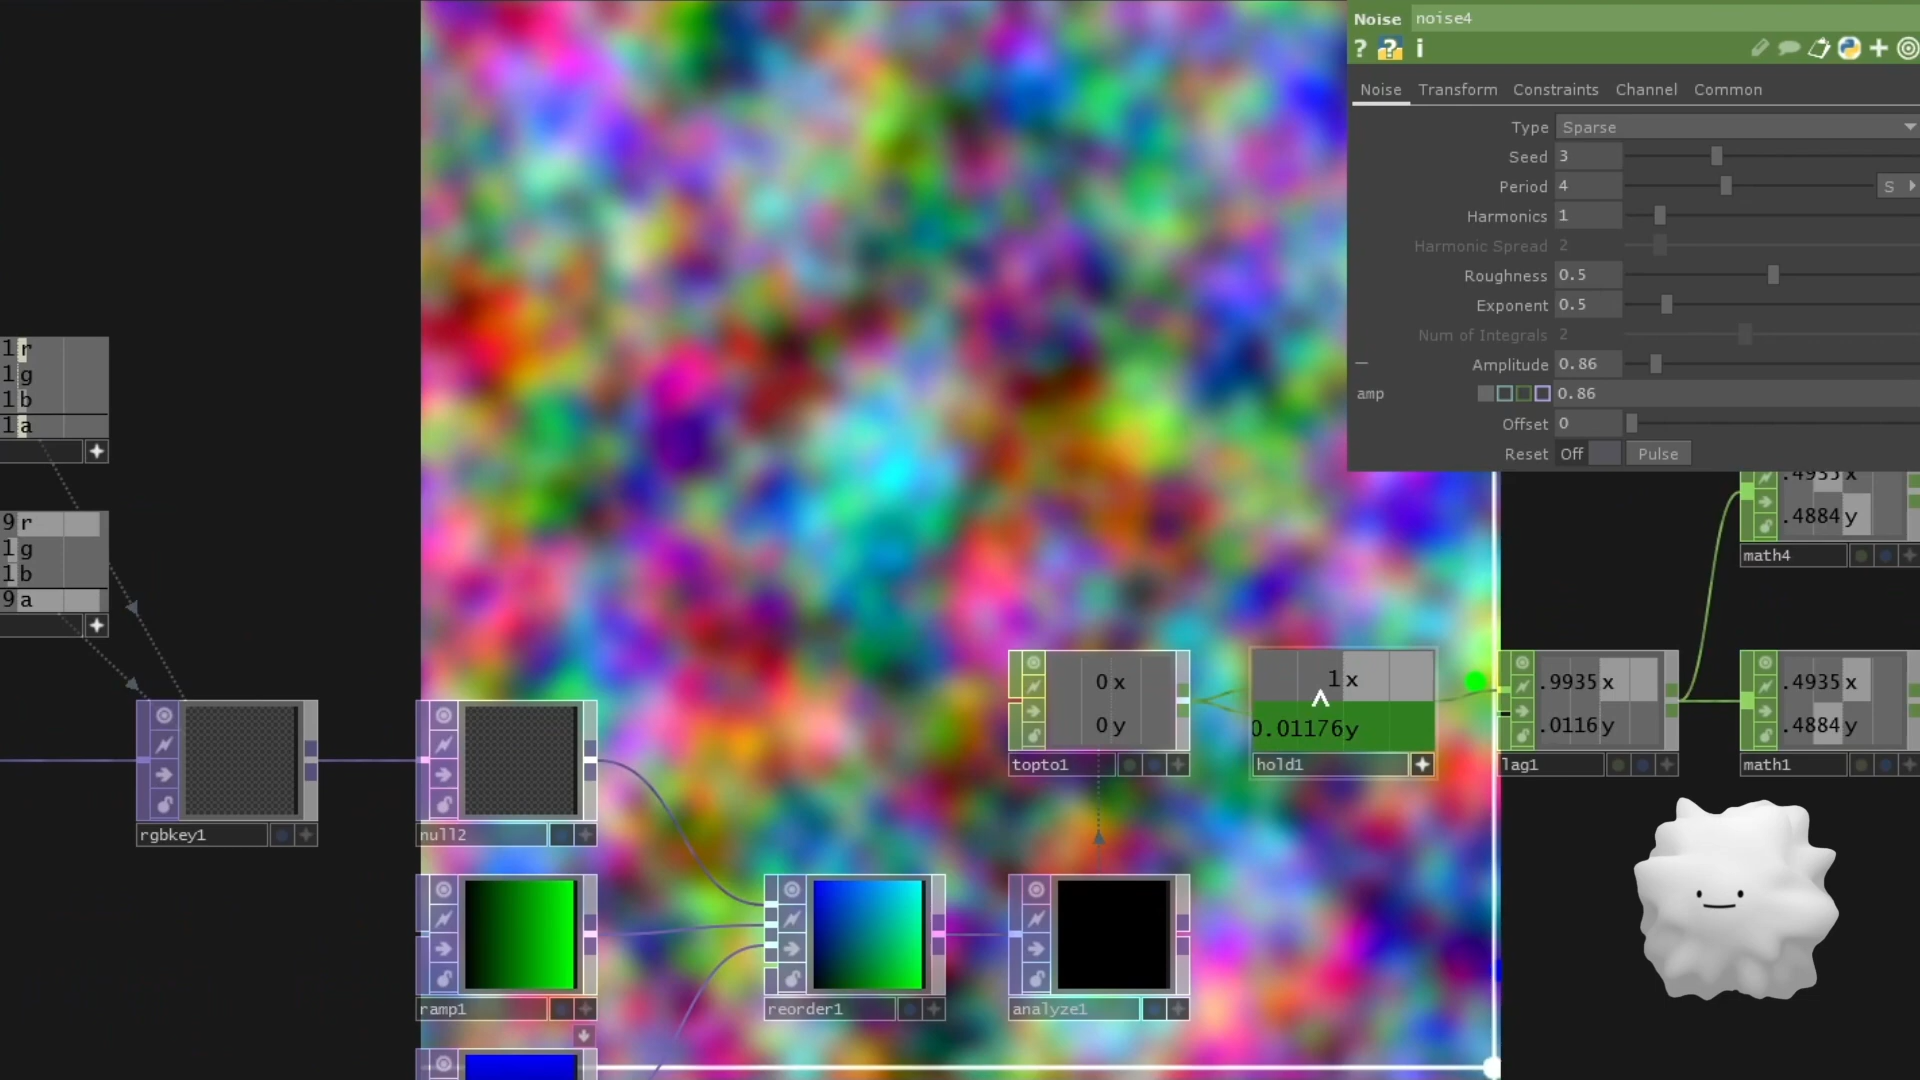 Noise noise4
? ? i
Noise Transform Constraints Channel Common
Type Sparse
Seed 3
Period 4 S
Harmonics 1
Harmonic Spread 2
Roughness 0.5
Exponent 0.5
Num of Integrals 2
Amplitude 0.86
amp 0.86
Offset 0
Reset Off Pulse
1 r
1 g
1 b
1 a
9 r
1 g
1 b
9 a
.4935 x
.4884 y
math4
0 x
0 y
topto1
1 x
0.01176y
hold1
.9935 x
.0116 y
lag1
.4935 x
.4884 y
math1
rgbkey1
null2
ramp1
reorder1
analyze1